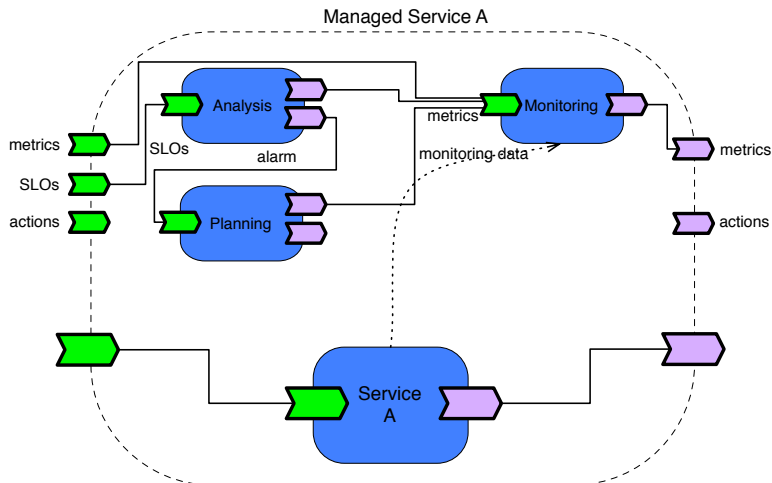 Managed Service A
Analysis
Monitoring
metrics
metrics
SLOs
metrics
alarm
monitoring data
SLOs
actions
Planning
actions
Service
A